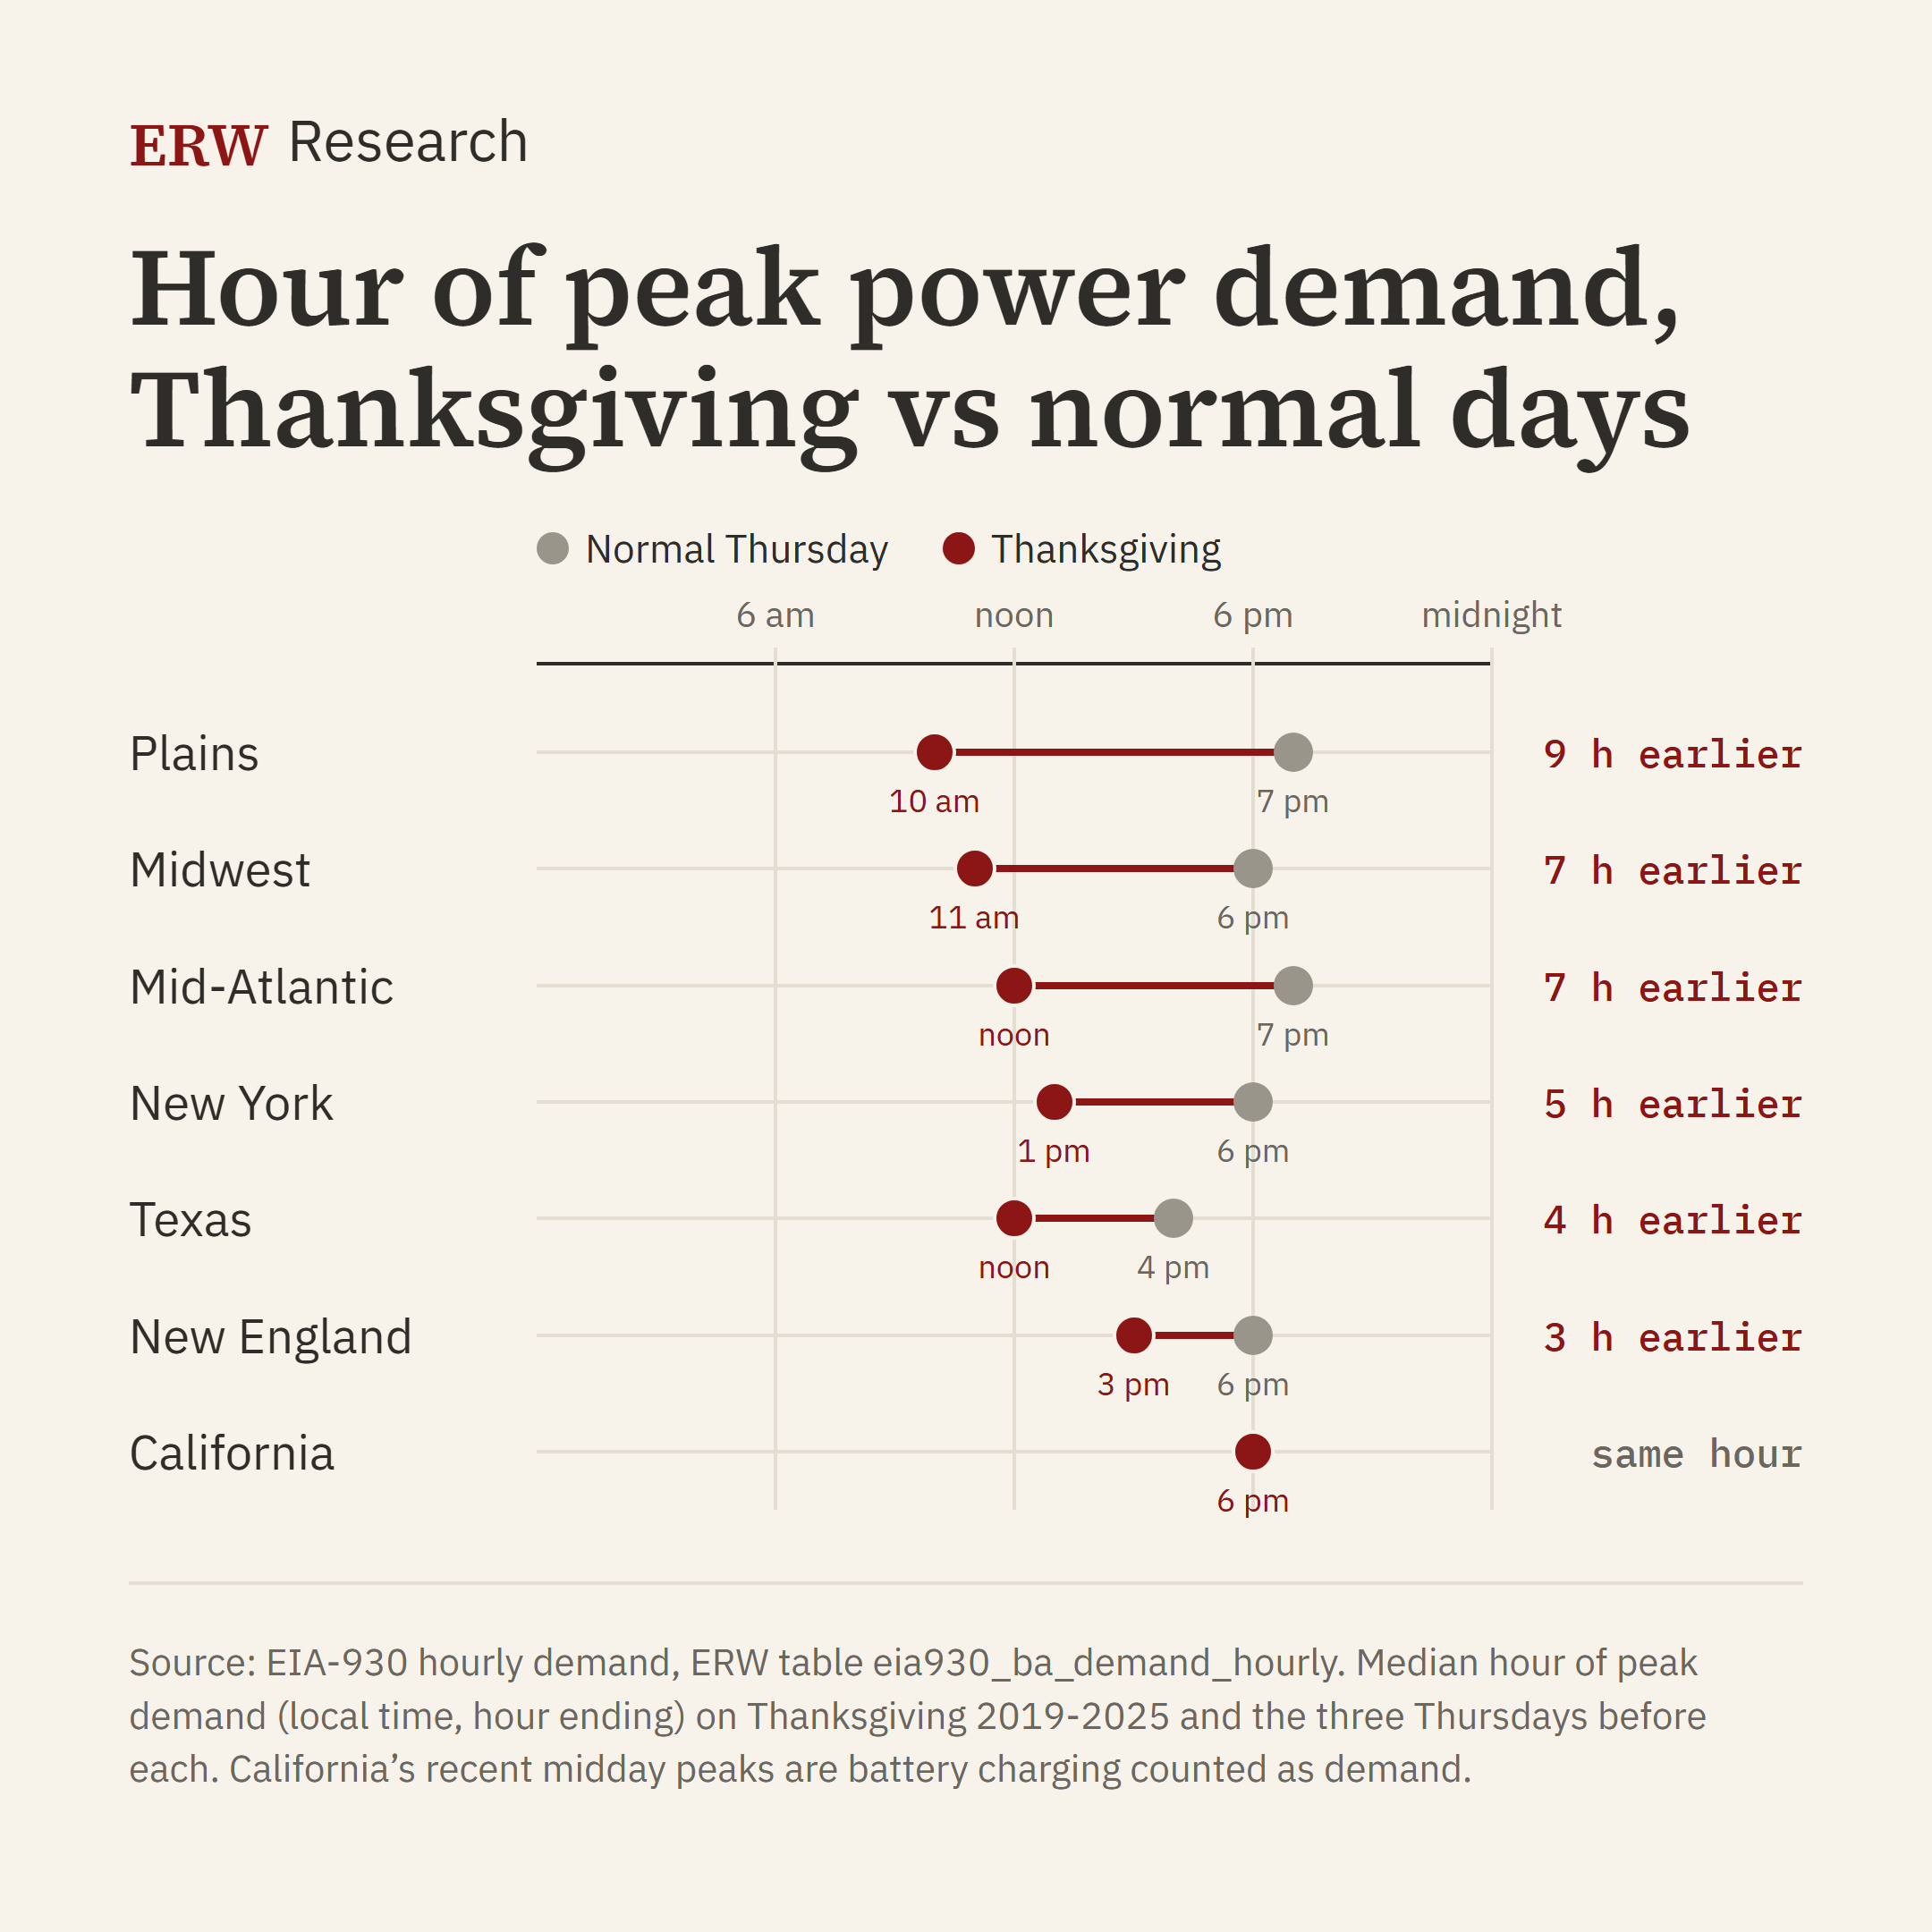 ERW Research
Hour of peak power demand,
Thanksgiving vs normal days
Normal Thursday Thanksgiving
6 am noon 6 pm midnight
Plains 9 h earlier
10 am 7 pm
Midwest 7 h earlier
11 am 6 pm
Mid-Atlantic 7 h earlier
noon 7 pm
New York 5 h earlier
1 pm 6 pm
Texas 4 h earlier
noon 4 pm
New England 3 h earlier
3 pm 6 pm
California same hour
6 pm
Source: EIA-930 hourly demand, ERW table eia930_ba_demand_hourly. Median hour of peak
demand (local time, hour ending) on Thanksgiving 2019-2025 and the three Thursdays before
each. California’s recent midday peaks are battery charging counted as demand.